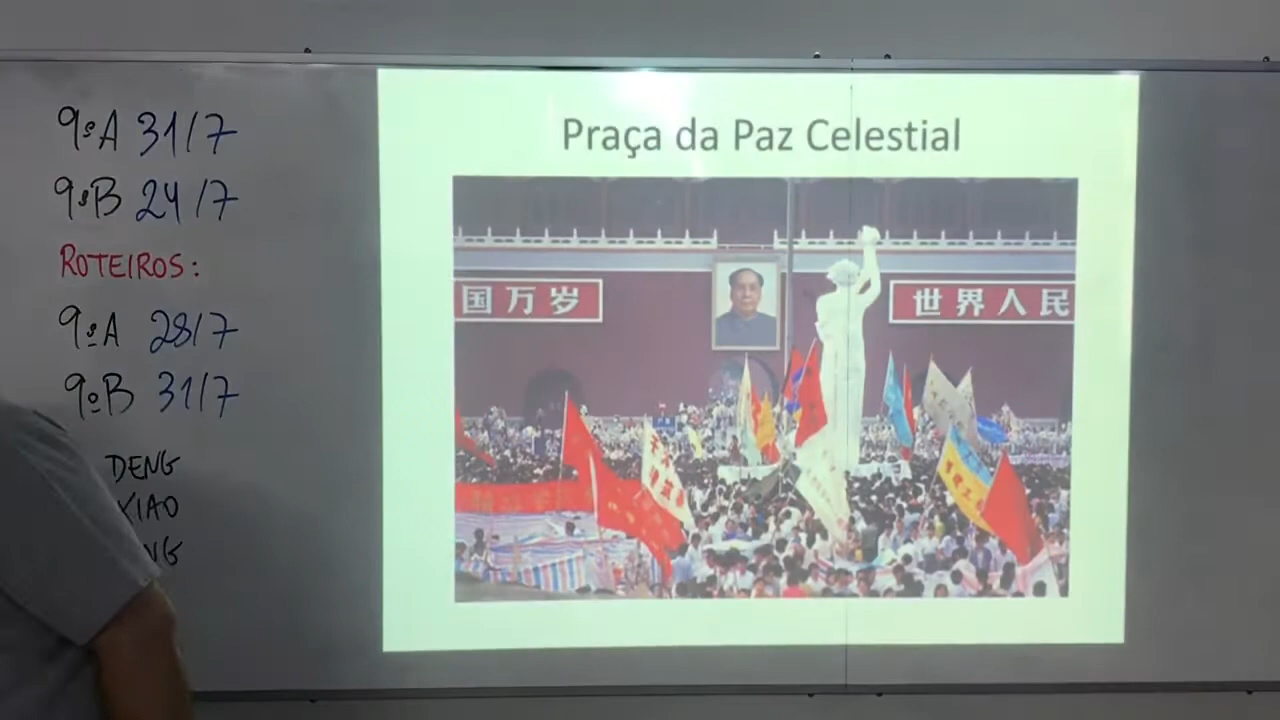 9ºA 31/7
9ºB 24/7
ROTEIROS:
9ºA 28/7
9ºB 31/7
DENG
XIAO
NG
Praça da Paz Celestial
国万岁
世界人民